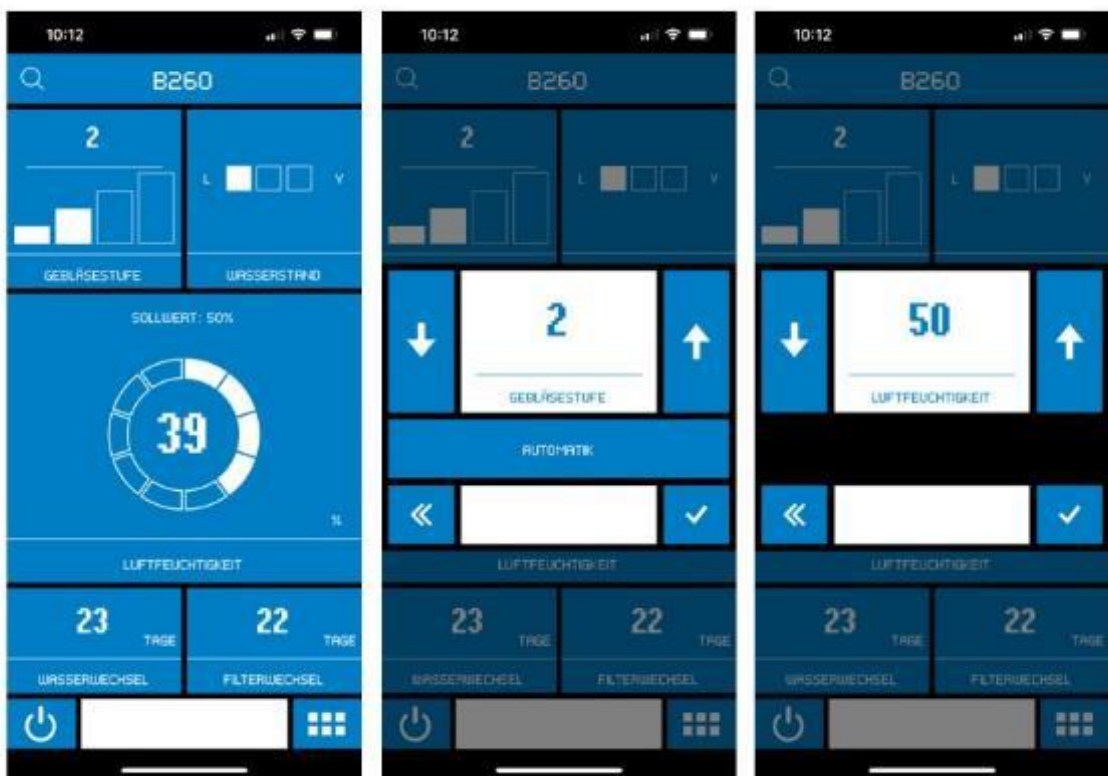 10:12
B260
2
L
V
GEBLÄSESTUFE
WASSERSTAND
SOLLWERT: 50%
39
%
LUFTFEUCHTIGKEIT
23
TAGE
22
TAGE
WASSERWECHSEL
FILTERWECHSEL
10:12
B260
2
L
V
2
GEBLÄSESTUFE
AUTOMATIK
LUFTFEUCHTIGKEIT
23
TAGE
22
TAGE
WASSERWECHSEL
FILTERWECHSEL
10:12
B260
2
L
V
50
LUFTFEUCHTIGKEIT
LUFTFEUCHTIGKEIT
23
TAGE
22
TAGE
WASSERWECHSEL
FILTERWECHSEL